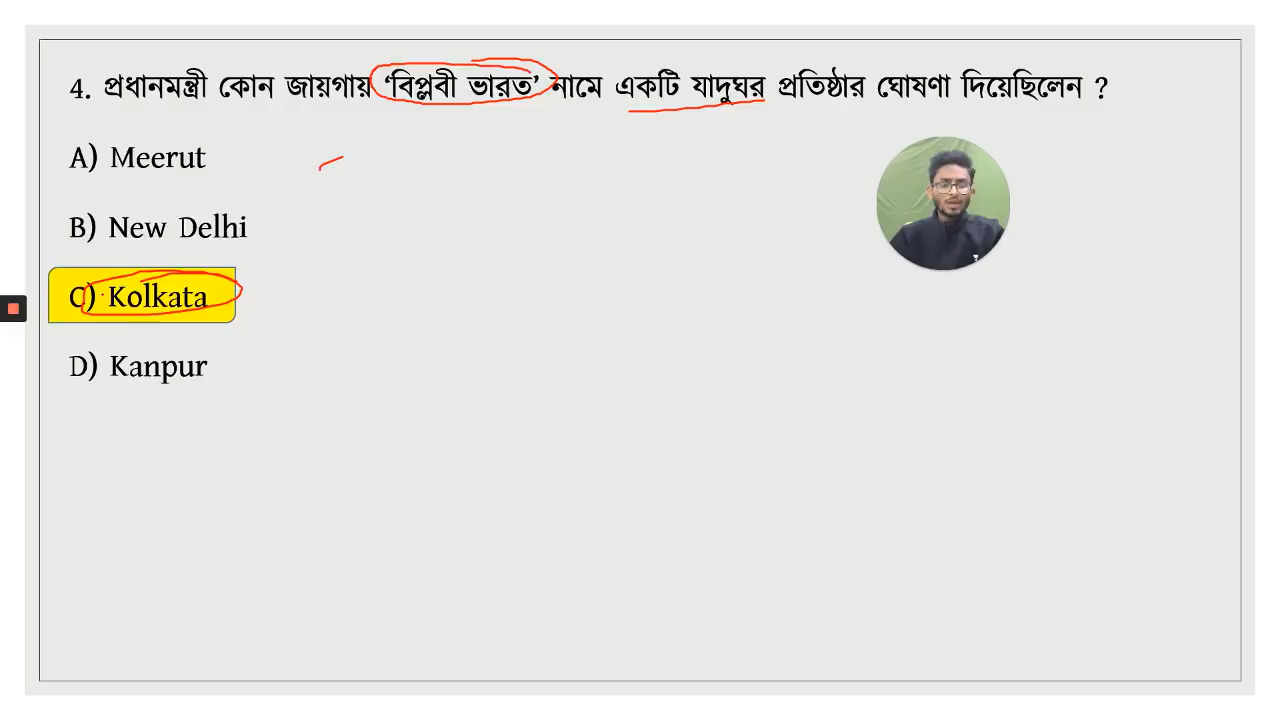 4. প্রধানমন্ত্রী কোন জায়গায় ‘বিপ্লবী ভারত’ নামে একটি যাদুঘর প্রতিষ্ঠার ঘোষণা দিয়েছিলেন ?
A) Meerut
B) New Delhi
C) Kolkata
D) Kanpur